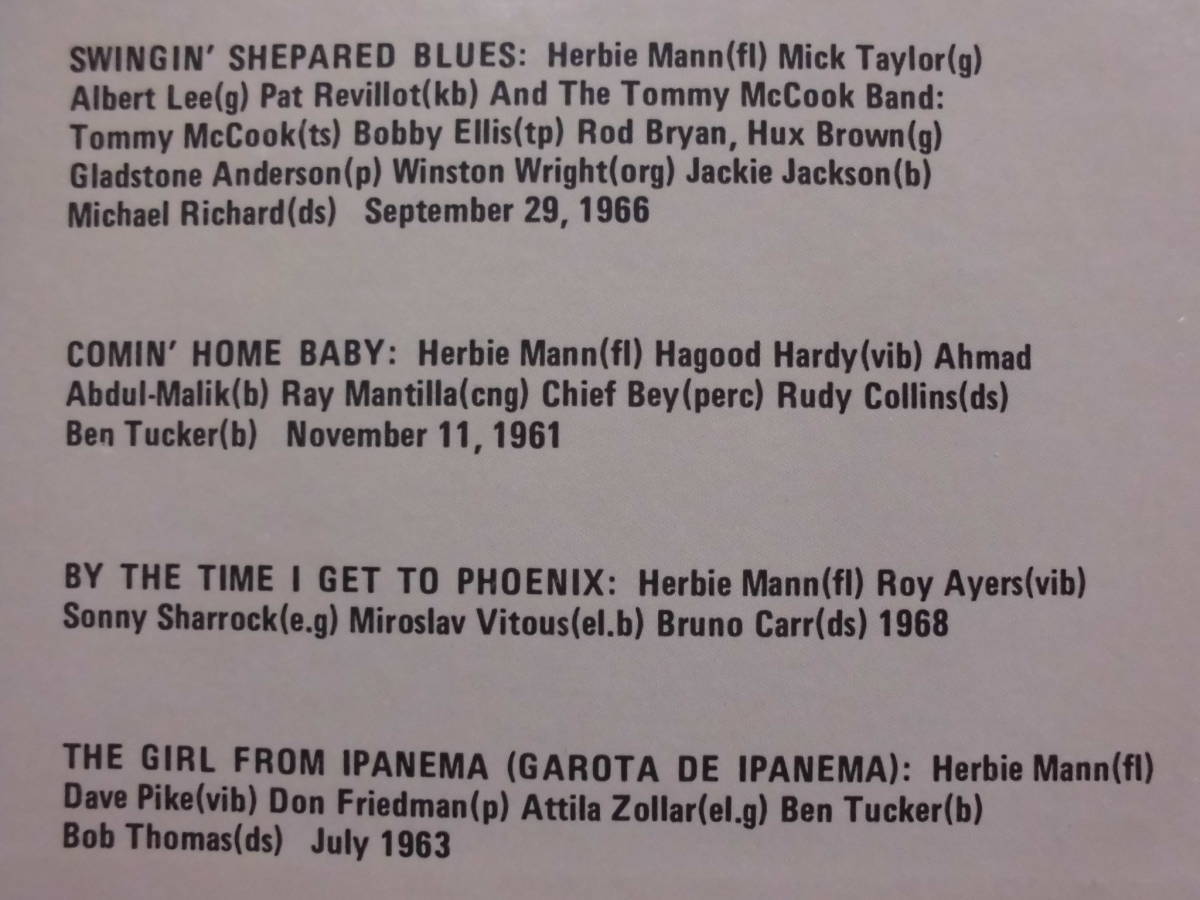 SWINGIN' SHEPARED BLUES: Herbie Mann(fl) Mick Taylor(g)
Albert Lee(g) Pat Revillot(kb) And The Tommy McCook Band:
Tommy McCook(ts) Bobby Ellis(tp) Rod Bryan, Hux Brown(g)
Gladstone Anderson(p) Winston Wright(org) Jackie Jackson(b)
Michael Richard(ds) September 29, 1966
COMIN' HOME BABY: Herbie Mann(fl) Hagood Hardy(vib) Ahmad
Abdul-Malik(b) Ray Mantilla(cng) Chief Bey(perc) Rudy Collins(ds)
Ben Tucker(b) November 11, 1961
BY THE TIME I GET TO PHOENIX: Herbie Mann(fl) Roy Ayers(vib)
Sonny Sharrock(e.g) Miroslav Vitous(el.b) Bruno Carr(ds) 1968
THE GIRL FROM IPANEMA (GAROTA DE IPANEMA): Herbie Mann(fl)
Dave Pike(vib) Don Friedman(p) Attila Zollar(el.g) Ben Tucker(b)
Bob Thomas(ds) July 1963